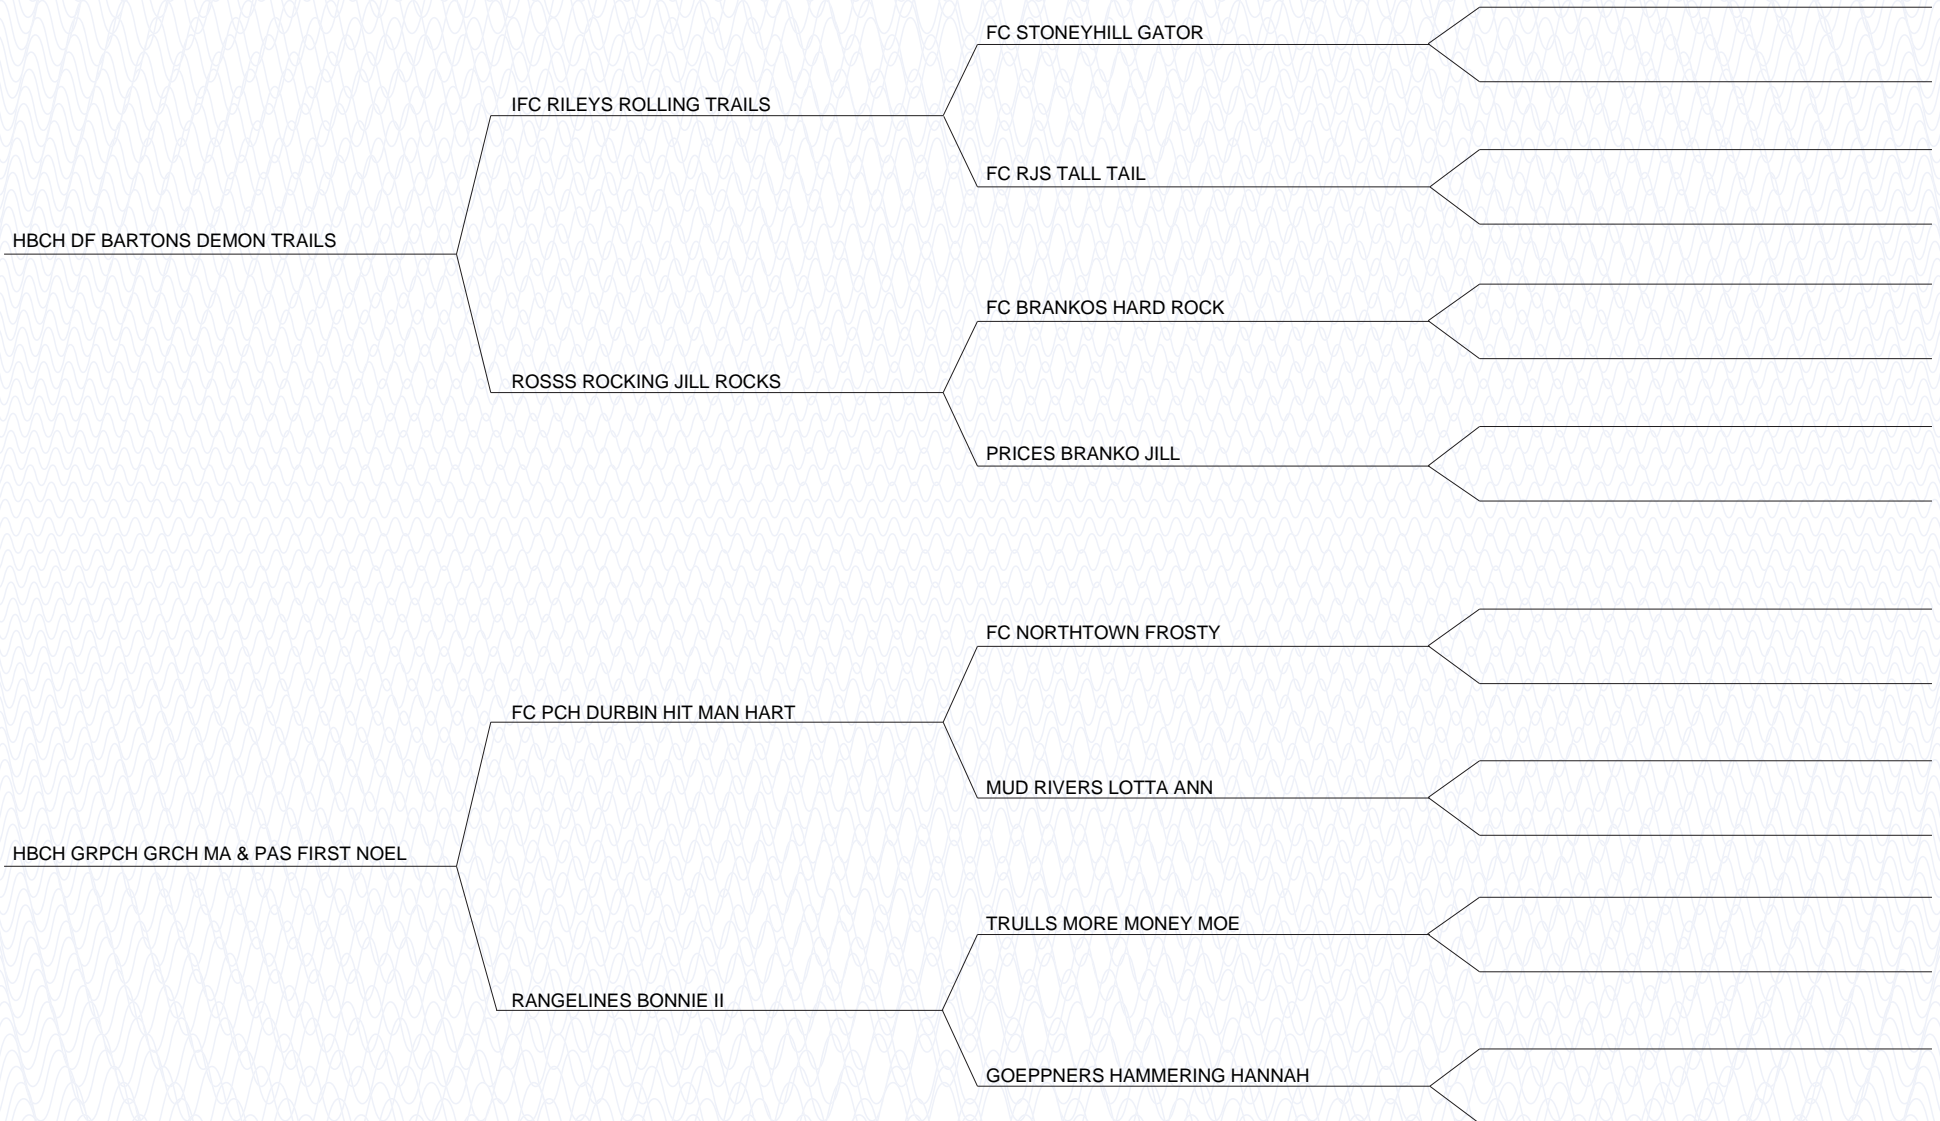 FC STONEYHILL GATOR
IFC RILEYS ROLLING TRAILS
FC RJS TALL TAIL
HBCH DF BARTONS DEMON TRAILS
FC BRANKOS HARD ROCK
ROSSS ROCKING JILL ROCKS
PRICES BRANKO JILL
FC NORTHTOWN FROSTY
FC PCH DURBIN HIT MAN HART
MUD RIVERS LOTTA ANN
HBCH GRPCH GRCH MA & PAS FIRST NOEL
TRULLS MORE MONEY MOE
RANGELINES BONNIE II
GOEPPNERS HAMMERING HANNAH